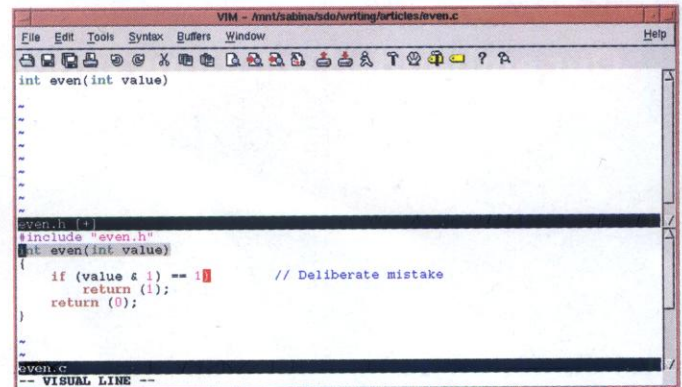 VIM - /mnt/sabina/sdo/writing/articles/even.c
File Edit Tools Syntax Buffers Window Help
int even(int value)
~
~
~
~
~
~
~
~
~
even.h [+]
#include "even.h"
int even(int value)
{
    if (value & 1) == 1)        // Deliberate mistake
        return (1);
    return (0);
}
~
~
even.c
-- VISUAL LINE --